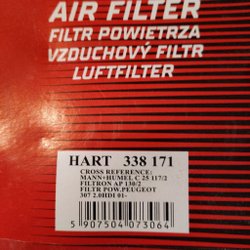 AIR FILTER
FILTR POWIETRZA
VZDUCHOVÝ FILTR
LUFTFILTER
HART 338 171
CROSS REFERENCE:
MANN+HUMEL C 25 117/2
FILTRON AP 130/2
FILTR POW.PEUGEOT
307 2.0HDI 01-
5 907504 073064